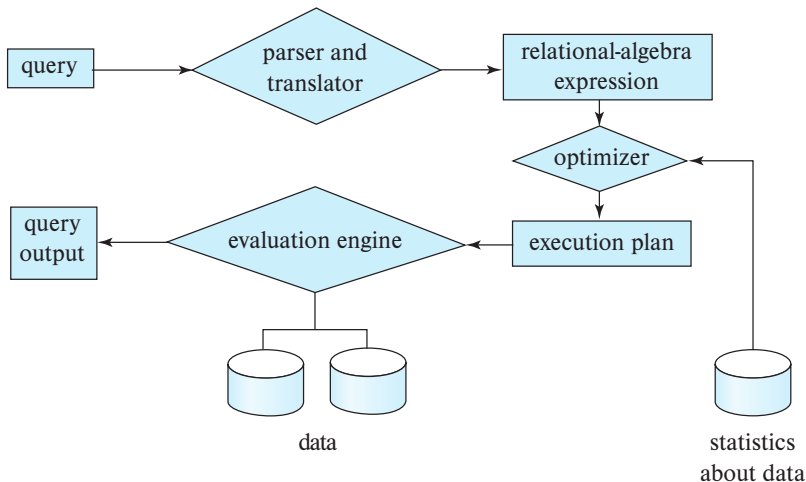 query
parser and
translator
relational-algebra
expression
optimizer
query
output
evaluation engine
execution plan
data
statistics
about data